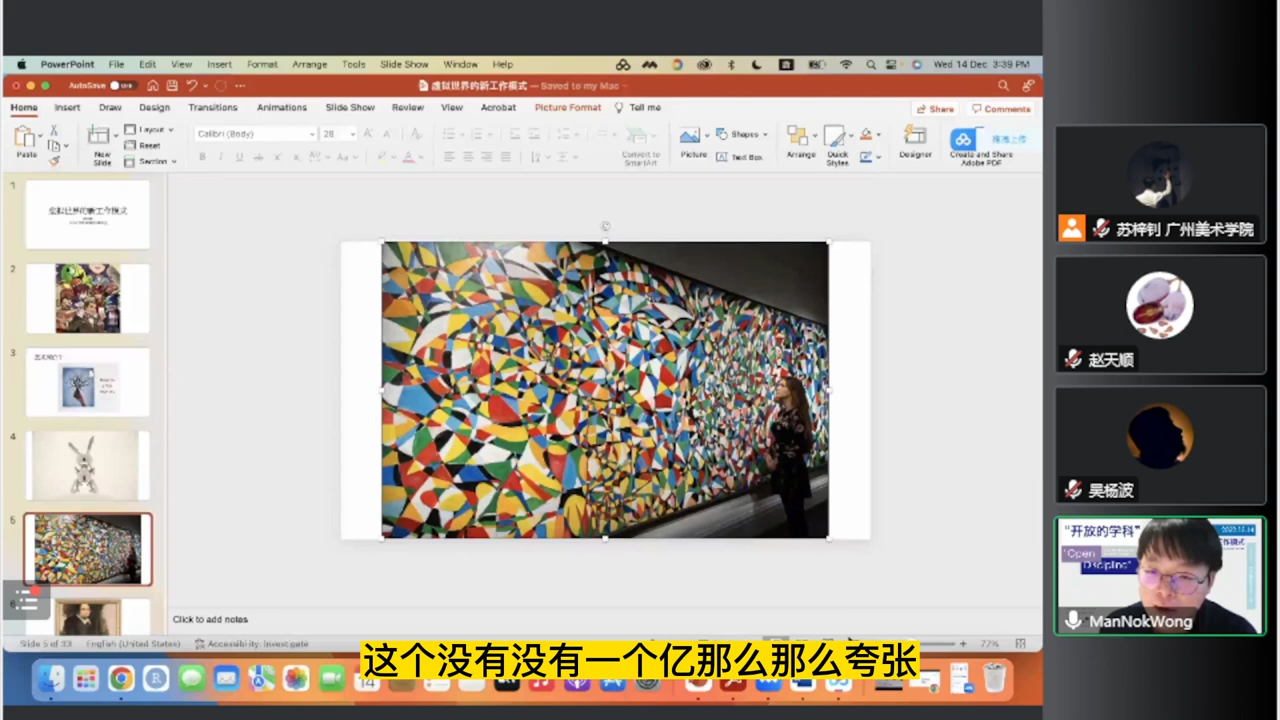 PowerPoint File Edit View Insert Format Arrange Tools Slide Show Window Help
Wed 14 Dec 3:39 PM
AutoSave
虚拟世界的新工作模式 — Saved to my Mac
Home Insert Draw Design Transitions Animations Slide Show Review View Acrobat Picture Format Tell me
Share Comments
Paste
New Slide
Layout
Reset
Section
Calibri (Body) 28
Convert to SmartArt
Picture
Shapes
Text Box
Arrange
Quick Styles
Designer
Create and Share Adobe PDF
1
虚拟世界的新工作模式
2
3
4
5
6
Click to add notes
Slide 5 of 33 English (United States) Accessibility: Investigate
77%
14
这个没有没有一个亿那么那么夸张
苏梓钊 广州美术学院
赵天顺
吴杨波
"开放的学科"
"Open
Discipline"
2022.12.14
ManNokWong